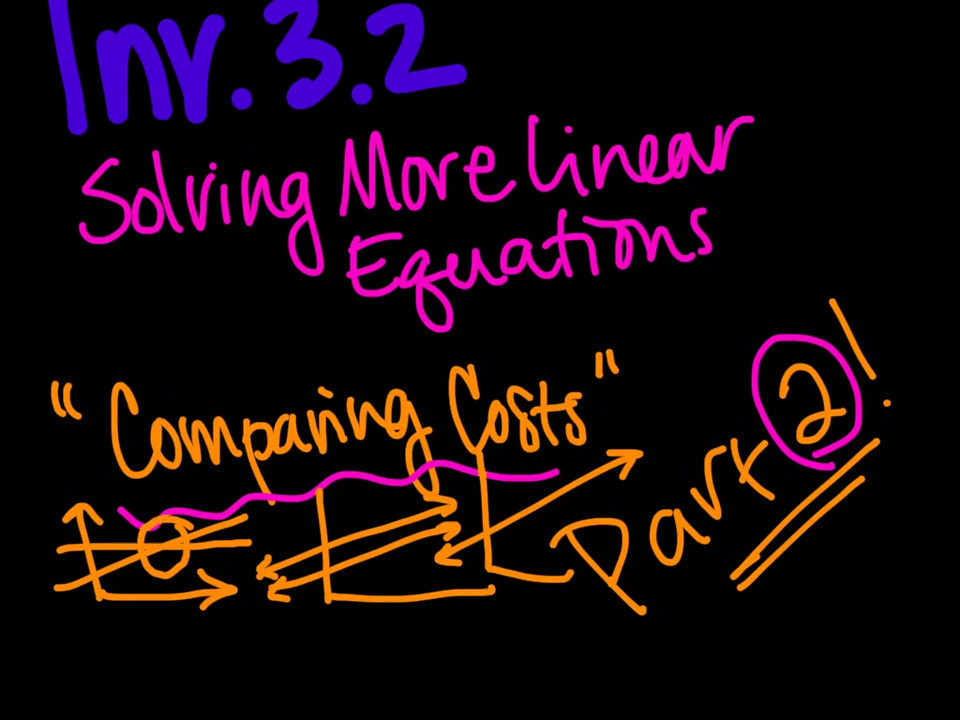 Inv. 3.2
Solving More Linear
Equations
"Comparing Costs"
Part 2!